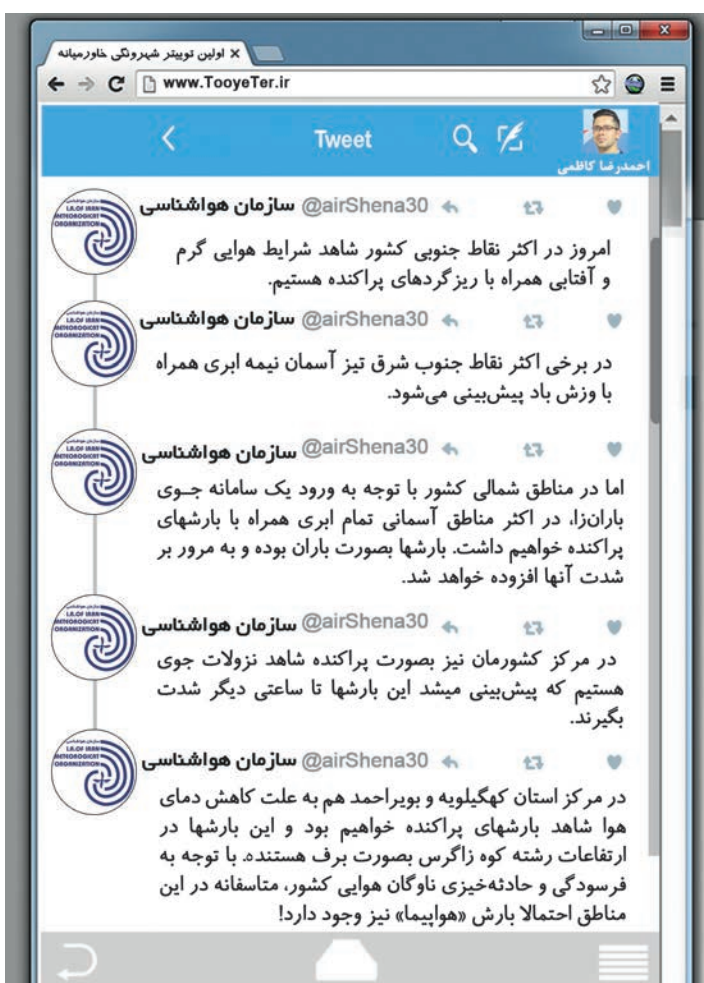 اولین توییتر شهروندی خاورمیانه
www.TooyeTer.ir
Tweet
احمدرضا کاظمی
سازمان هواشناسی @airShena30
امروز در اکثر نقاط جنوبی کشور شاهد شرایط هوایی گرم
و آفتابی همراه با ریزگردهای پراکنده هستیم.
سازمان هواشناسی @airShena30
در برخی اکثر نقاط جنوب شرق تیز آسمان نیمه ابری همراه
با وزش باد پیش‌بینی می‌شود.
سازمان هواشناسی @airShena30
اما در مناطق شمالی کشور با توجه به ورود یک سامانه جـوی
باران‌زا، در اکثر مناطق آسمانی تمام ابری همراه با بارشهای
پراکنده خواهیم داشت. بارشها بصورت باران بوده و به مرور بر
شدت آنها افزوده خواهد شد.
سازمان هواشناسی @airShena30
در مرکز کشورمان نیز بصورت پراکنده شاهد نزولات جوی
هستیم که پیش‌بینی میشد این بارشها تا ساعتی دیگر شدت
بگیرند.
سازمان هواشناسی @airShena30
در مرکز استان کهگیلویه و بویراحمد هم به علت کاهش دمای
هوا شاهد بارشهای پراکنده خواهیم بود و این بارشها در
ارتفاعات رشته کوه زاگرس بصورت برف هستنده. با توجه به
فرسودگی و حادثه‌خیزی ناوگان هوایی کشور، متاسفانه در این
مناطق احتمالا بارش «هواپیما» نیز وجود دارد!